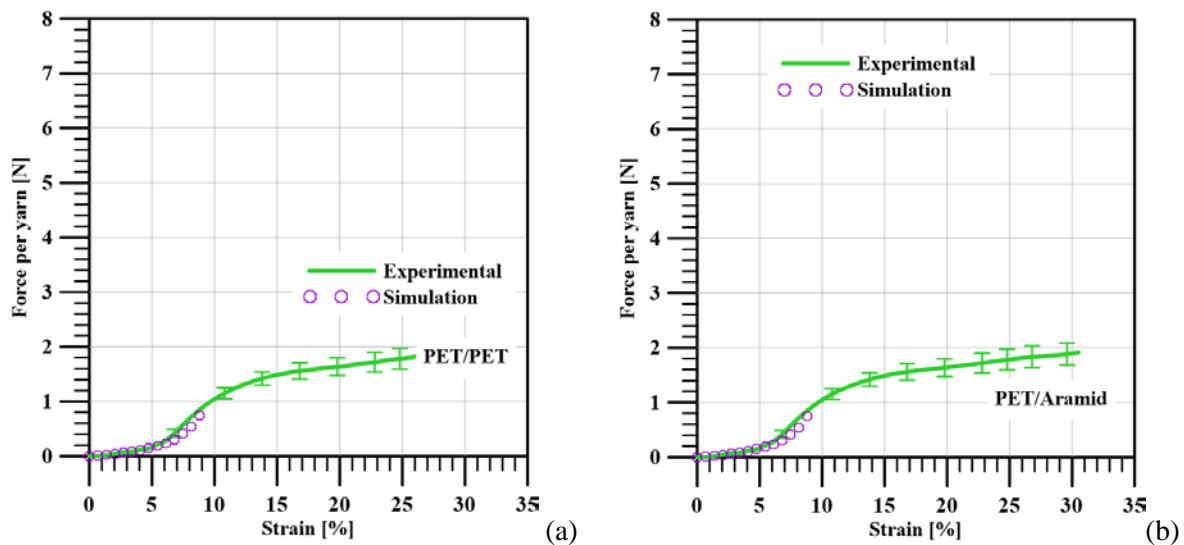 8
7
6
5
4
3
2
1
0
Force per yarn [N]
Experimental
Simulation
PET/PET
0 5 10 15 20 25 30 35
Strain [%]
(a)
8
7
6
5
4
3
2
1
0
Force per yarn [N]
Experimental
Simulation
PET/Aramid
0 5 10 15 20 25 30 35
Strain [%]
(b)